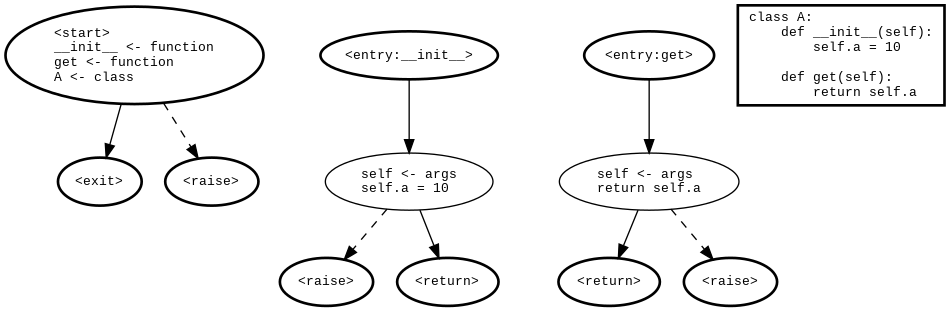 <start>
__init__ <- function
get <- function
A <- class
<exit>
<raise>
<entry:__init__>
self <- args
self.a = 10
<raise>
<return>
<entry:get>
self <- args
return self.a
<return>
<raise>
class A:
    def __init__(self):
        self.a = 10

    def get(self):
        return self.a